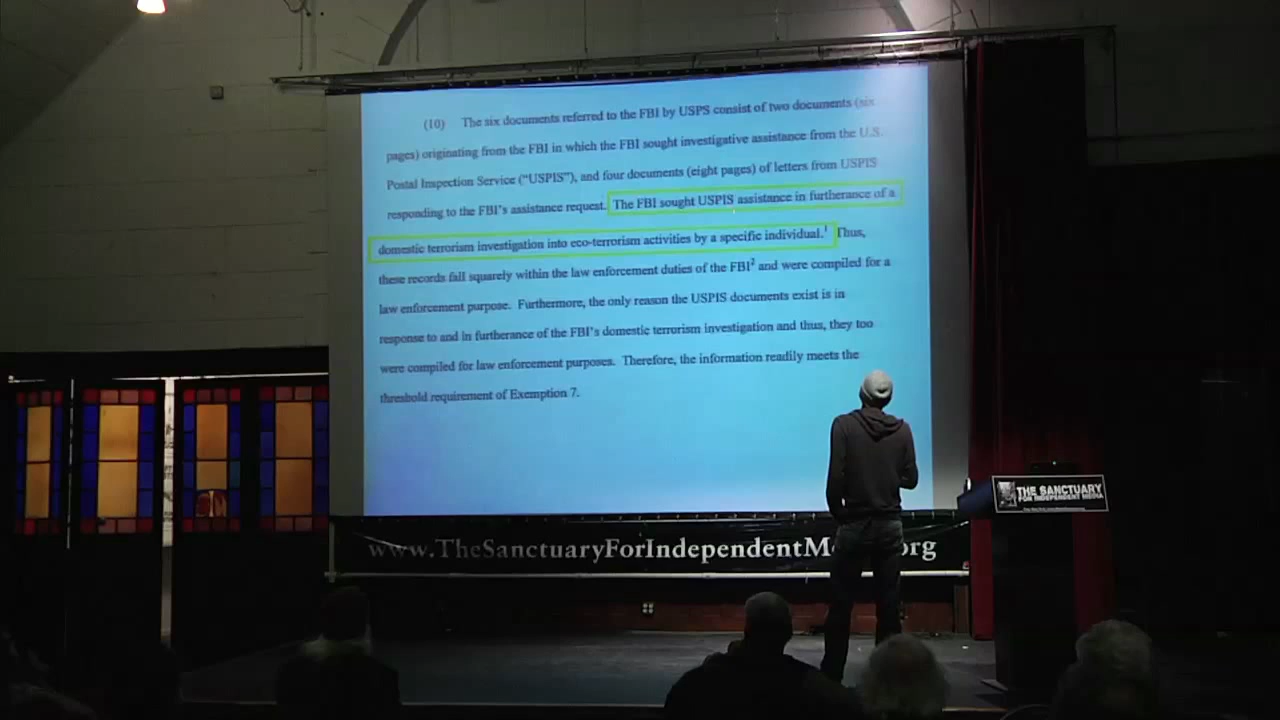 (10) The six documents referred to the FBI by USPS consist of two documents (six
pages) originating from the FBI in which the FBI sought investigative assistance from the U.S.
Postal Inspection Service ("USPIS"), and four documents (eight pages) of letters from USPIS
responding to the FBI's assistance request. The FBI sought USPIS assistance in furtherance of a
domestic terrorism investigation into eco-terrorism activities by a specific individual.1 Thus,
these records fall squarely within the law enforcement duties of the FBI2 and were compiled for a
law enforcement purpose. Furthermore, the only reason the USPIS documents exist is in
response to and in furtherance of the FBI's domestic terrorism investigation and thus, they too
were compiled for law enforcement purposes. Therefore, the information readily meets the
threshold requirement of Exemption 7.
THE SANCTUARY
FOR INDEPENDENT MEDIA
www.TheSanctuaryForIndependentM rg